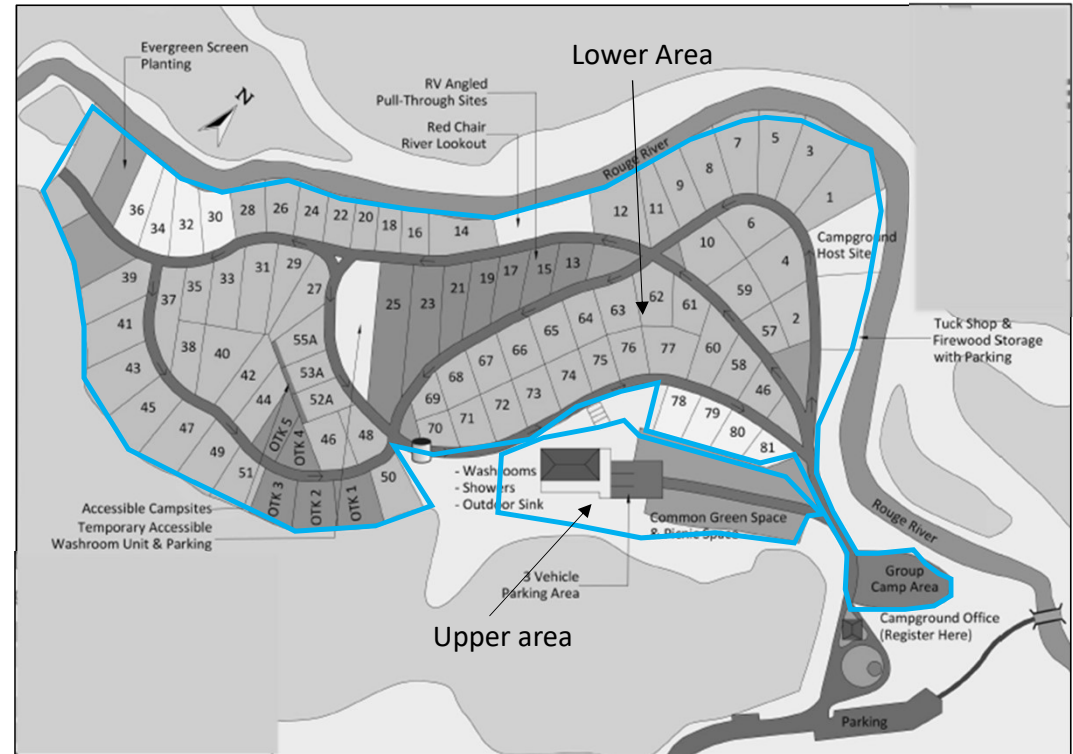 Evergreen Screen
Planting
N
Lower Area
RV Angled
Pull-Through Sites
Red Chair
River Lookout
Rouge River
36
34
32
30
28
26
24
22
20
18
16
14
12
11
9
8
7
5
3
1
10
6
4
2
Campground
Host Site
39
37
35
33
31
29
27
25
23
21
19
17
15
13
62
63
61
59
57
41
43
45
47
49
51
38
40
42
44
55A
53A
52A
46
48
50
64
65
66
67
68
69
70
71
72
73
74
75
76
77
60
58
46
78
79
80
81
Tuck Shop &
Firewood Storage
with Parking
OTK 5
OTK 4
OTK 3
OTK 2
OTK 1
Accessible Campsites
Temporary Accessible
Washroom Unit & Parking
- Washrooms
- Showers
- Outdoor Sink
Common Green Space
& Picnic Space
Rouge River
3 Vehicle
Parking Area
Upper area
Group
Camp Area
Campground Office
(Register Here)
Parking